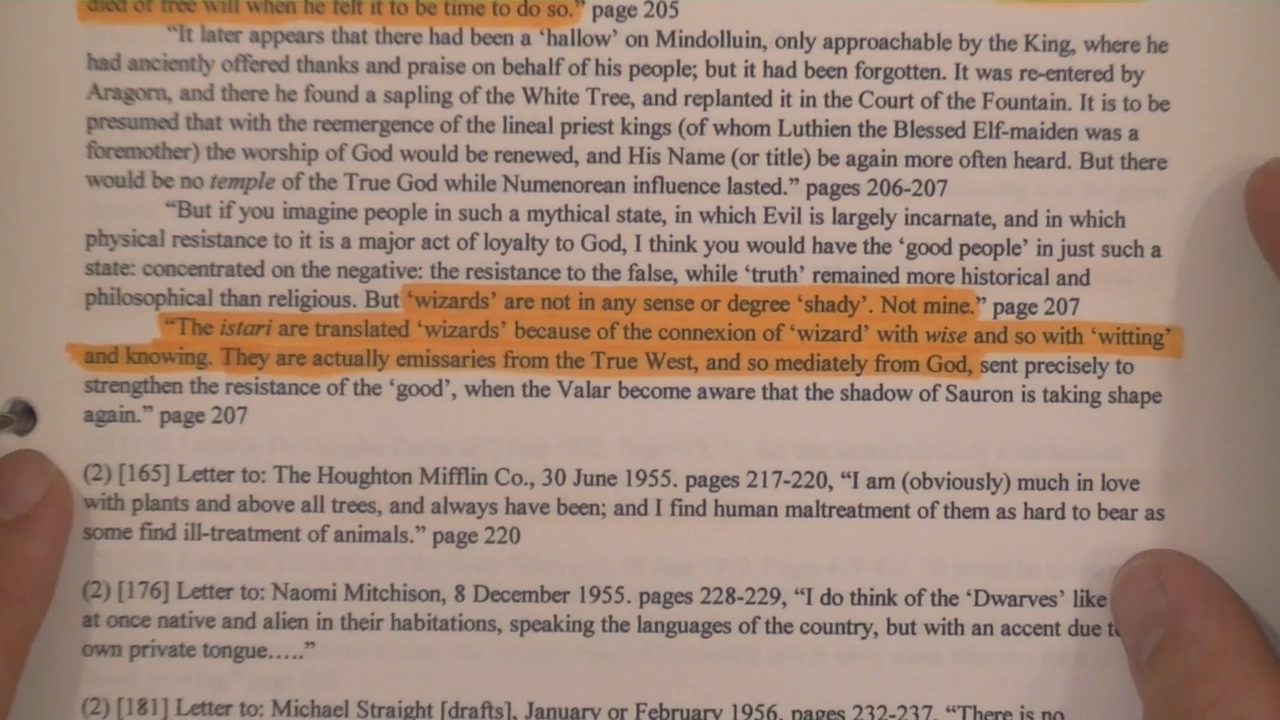 died of free will when he felt it to be time to do so.” page 205
“It later appears that there had been a ‘hallow’ on Mindolluin, only approachable by the King, where he
had anciently offered thanks and praise on behalf of his people; but it had been forgotten. It was re-entered by
Aragorn, and there he found a sapling of the White Tree, and replanted it in the Court of the Fountain. It is to be
presumed that with the reemergence of the lineal priest kings (of whom Luthien the Blessed Elf-maiden was a
foremother) the worship of God would be renewed, and His Name (or title) be again more often heard. But there
would be no temple of the True God while Numenorean influence lasted.” pages 206-207
“But if you imagine people in such a mythical state, in which Evil is largely incarnate, and in which
physical resistance to it is a major act of loyalty to God, I think you would have the ‘good people’ in just such a
state: concentrated on the negative: the resistance to the false, while ‘truth’ remained more historical and
philosophical than religious. But ‘wizards’ are not in any sense or degree ‘shady’. Not mine.” page 207
“The istari are translated ‘wizards’ because of the connexion of ‘wizard’ with wise and so with ‘witting’
and knowing. They are actually emissaries from the True West, and so mediately from God, sent precisely to
strengthen the resistance of the ‘good’, when the Valar become aware that the shadow of Sauron is taking shape
again.” page 207
(2) [165] Letter to: The Houghton Mifflin Co., 30 June 1955. pages 217-220, “I am (obviously) much in love
with plants and above all trees, and always have been; and I find human maltreatment of them as hard to bear as
some find ill-treatment of animals.” page 220
(2) [176] Letter to: Naomi Mitchison, 8 December 1955. pages 228-229, “I do think of the ‘Dwarves’ like
at once native and alien in their habitations, speaking the languages of the country, but with an accent due
own private tongue.....”
(2) [181] Letter to: Michael Straight [drafts], January or February 1956. pages 232-237, “There is no